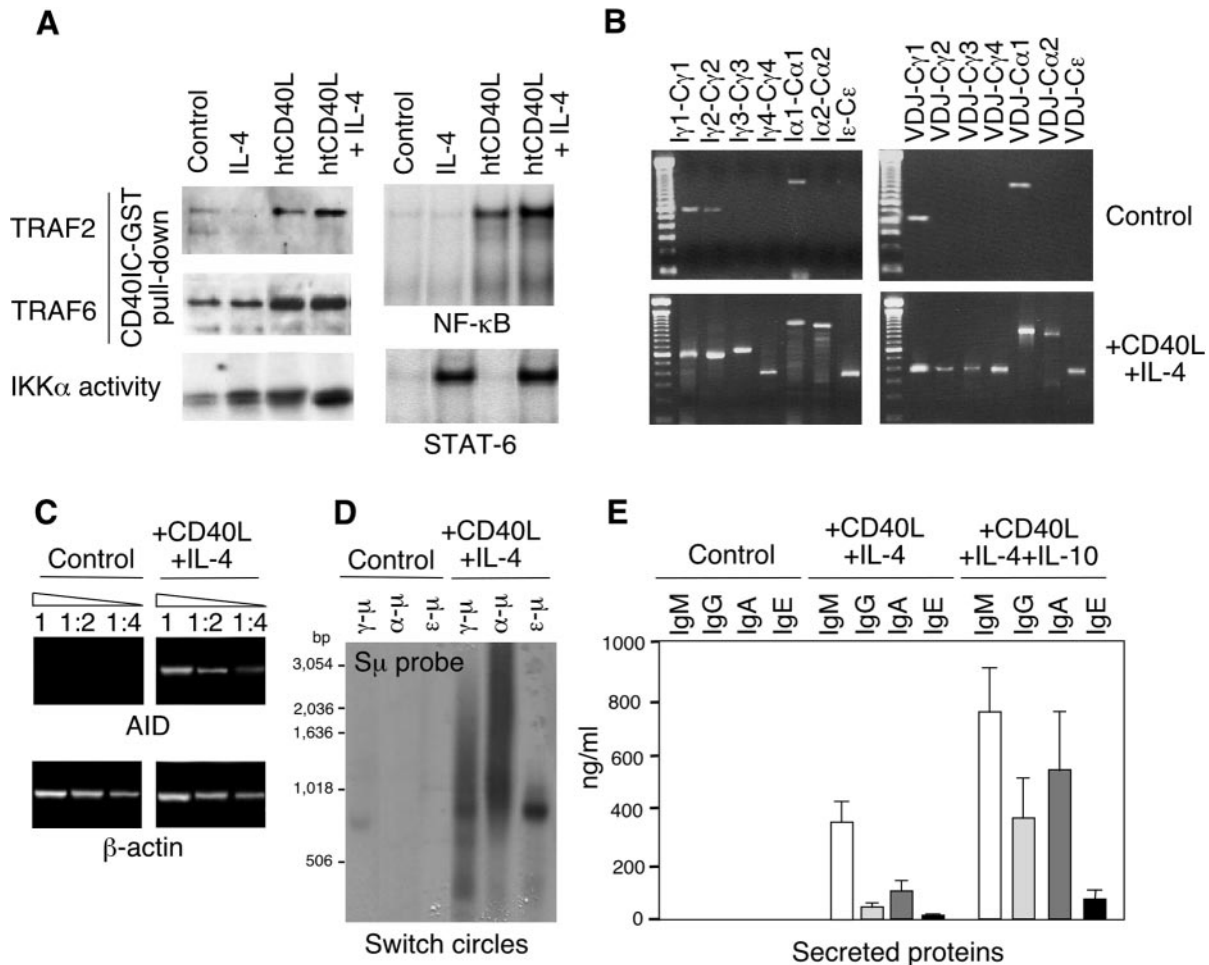 A
Control
IL-4
htCD40L
htCD40L
+ IL-4
Control
IL-4
htCD40L
htCD40L
+ IL-4
TRAF2
TRAF6
CD40IC-GST
pull-down
IKKα activity
NF-κB
STAT-6
B
Iγ1-Cγ1
Iγ2-Cγ2
Iγ3-Cγ3
Iγ4-Cγ4
Iα1-Cα1
Iα2-Cα2
Iε-Cε
VDJ-Cγ1
VDJ-Cγ2
VDJ-Cγ3
VDJ-Cγ4
VDJ-Cα1
VDJ-Cα2
VDJ-Cε
Control
+CD40L
+IL-4
C
Control
+CD40L
+IL-4
1 1:2 1:4
1 1:2 1:4
AID
β-actin
D
Control
+CD40L
+IL-4
γ-μ
α-μ
ε-μ
γ-μ
α-μ
ε-μ
bp
Sμ probe
3,054
2,036
1,636
1,018
506
Switch circles
E
Control
+CD40L
+IL-4
+CD40L
+IL-4+IL-10
IgM
IgG
IgA
IgE
IgM
IgG
IgA
IgE
IgM
IgG
IgA
IgE
1000
800
600
400
200
0
ng/ml
Secreted proteins